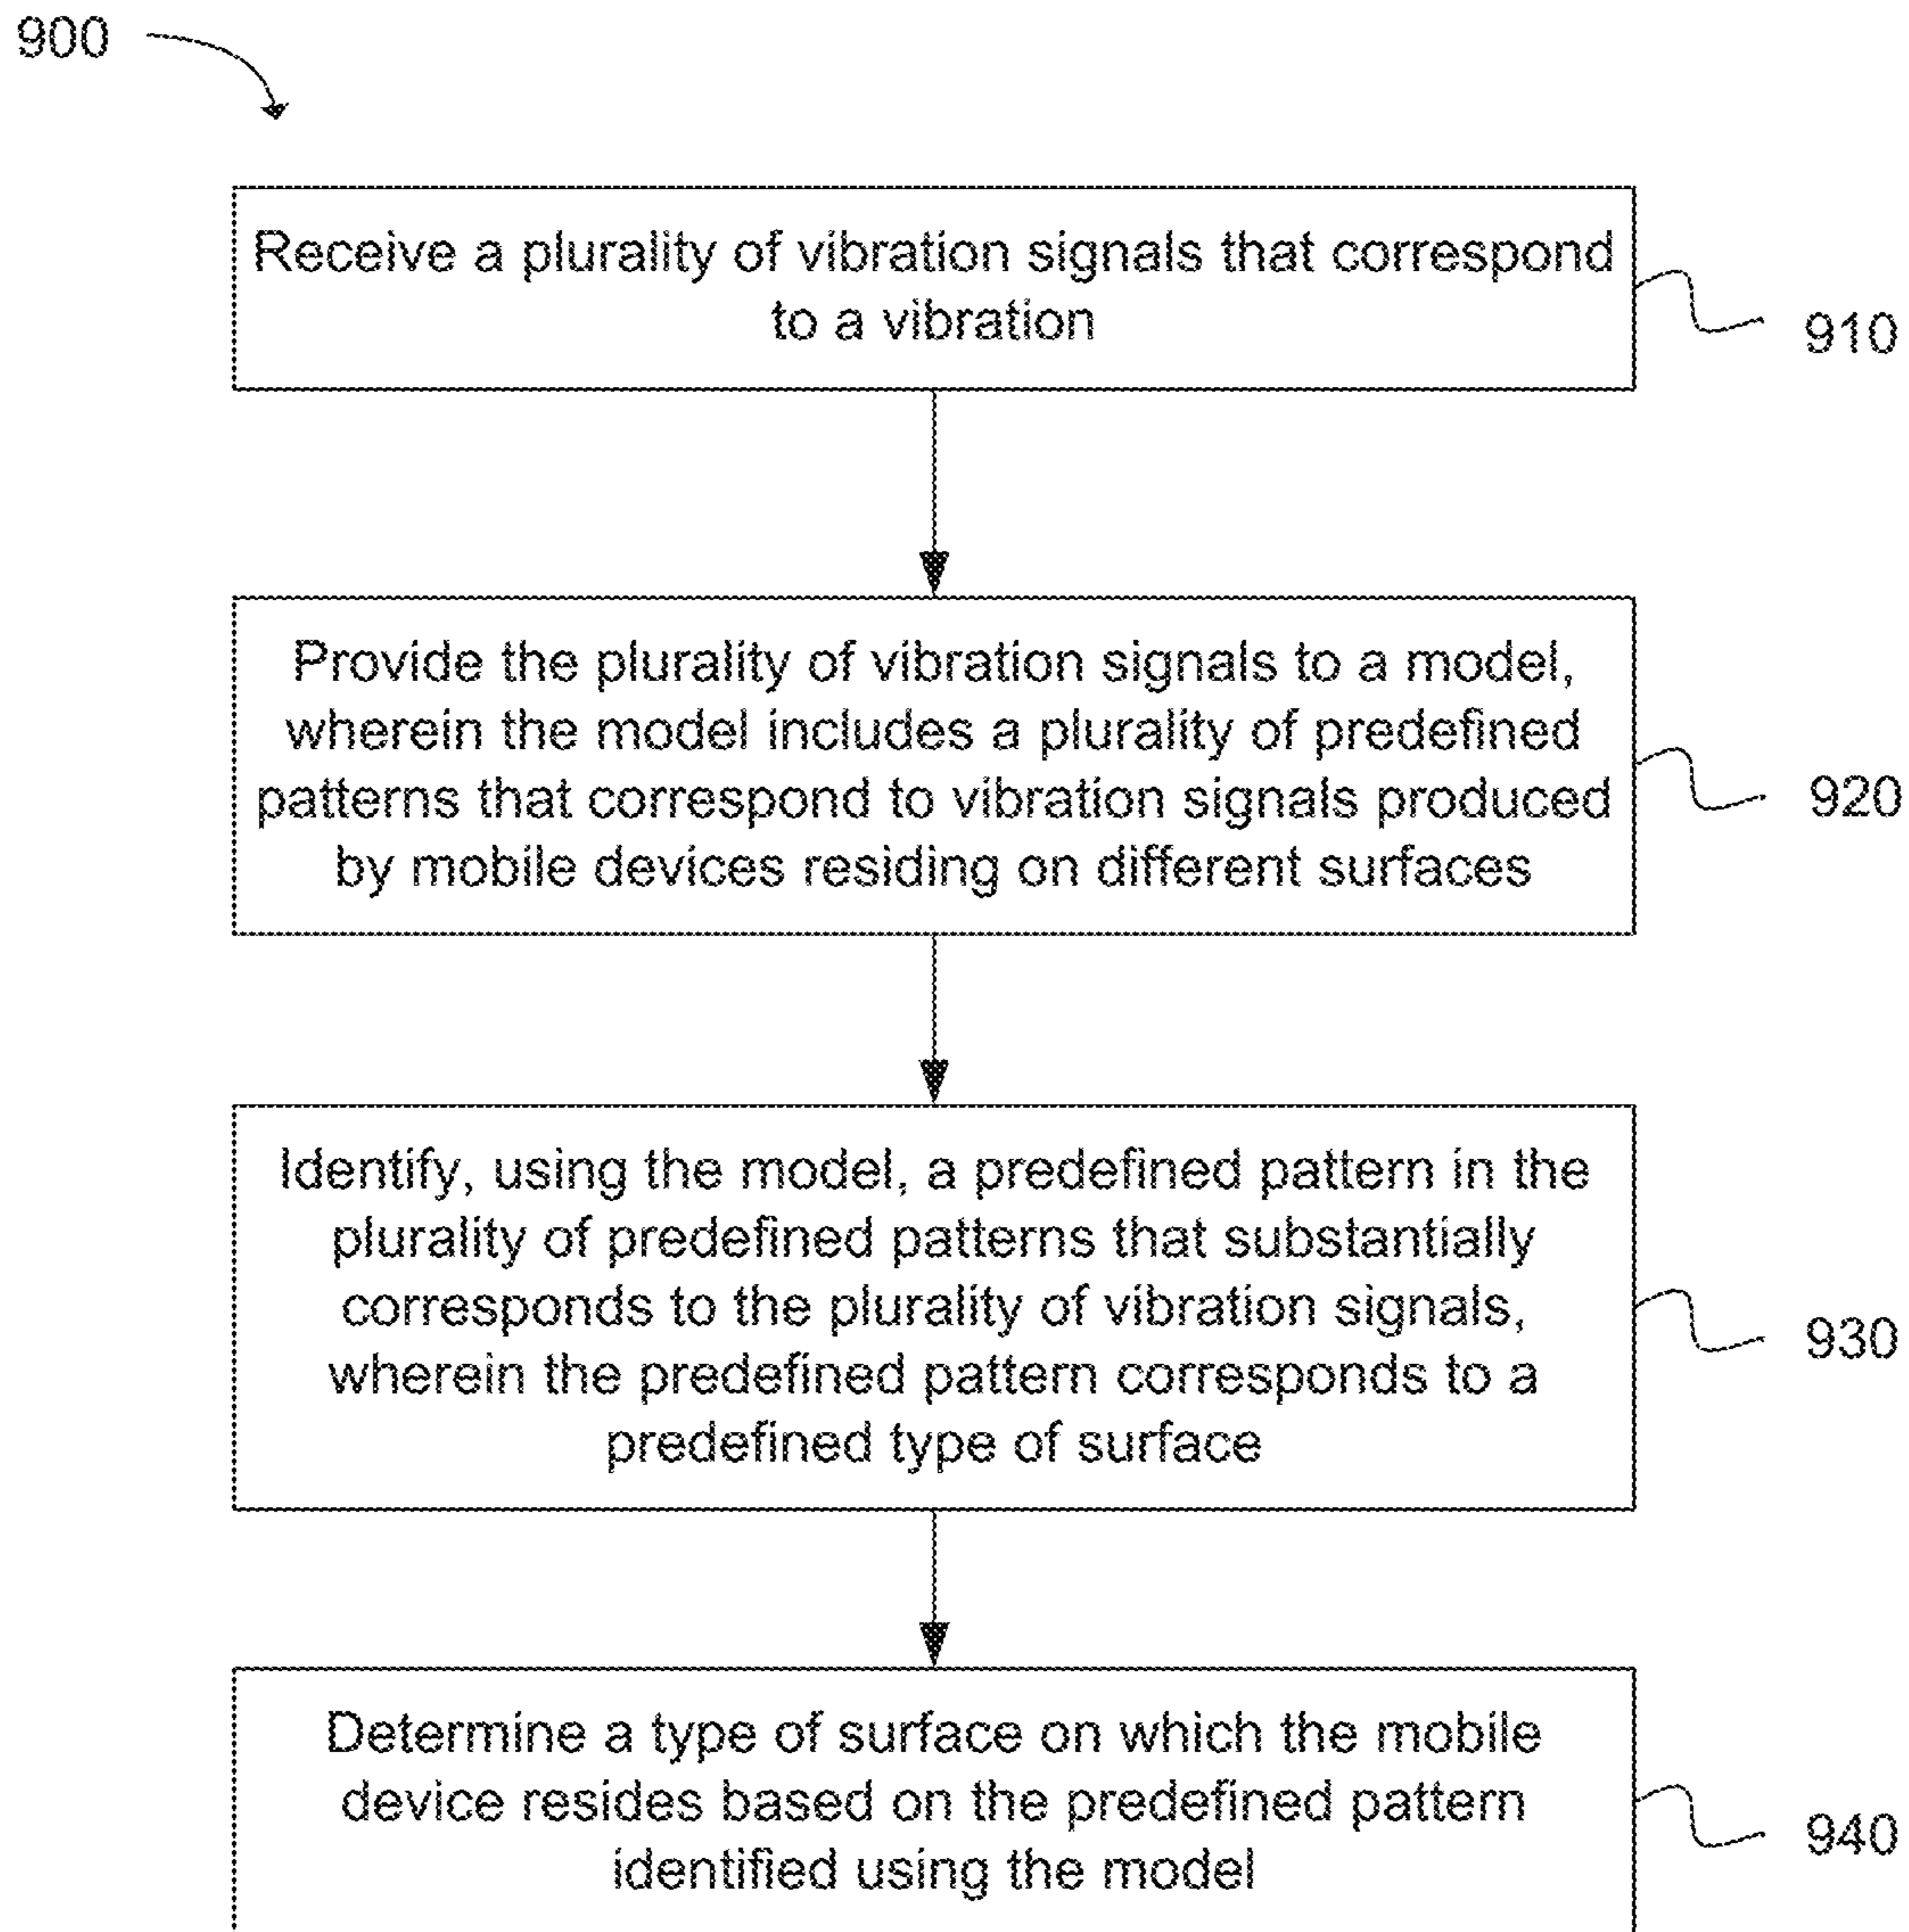 900
Receive a plurality of vibration signals that correspond
to a vibration
910
Provide the plurality of vibration signals to a model,
wherein the model includes a plurality of predefined
patterns that correspond to vibration signals produced
by mobile devices residing on different surfaces
920
Identify, using the model, a predefined pattern in the
plurality of predefined patterns that substantially
corresponds to the plurality of vibration signals,
wherein the predefined pattern corresponds to a
predefined type of surface
930
Determine a type of surface on which the mobile
device resides based on the predefined pattern
identified using the model
940